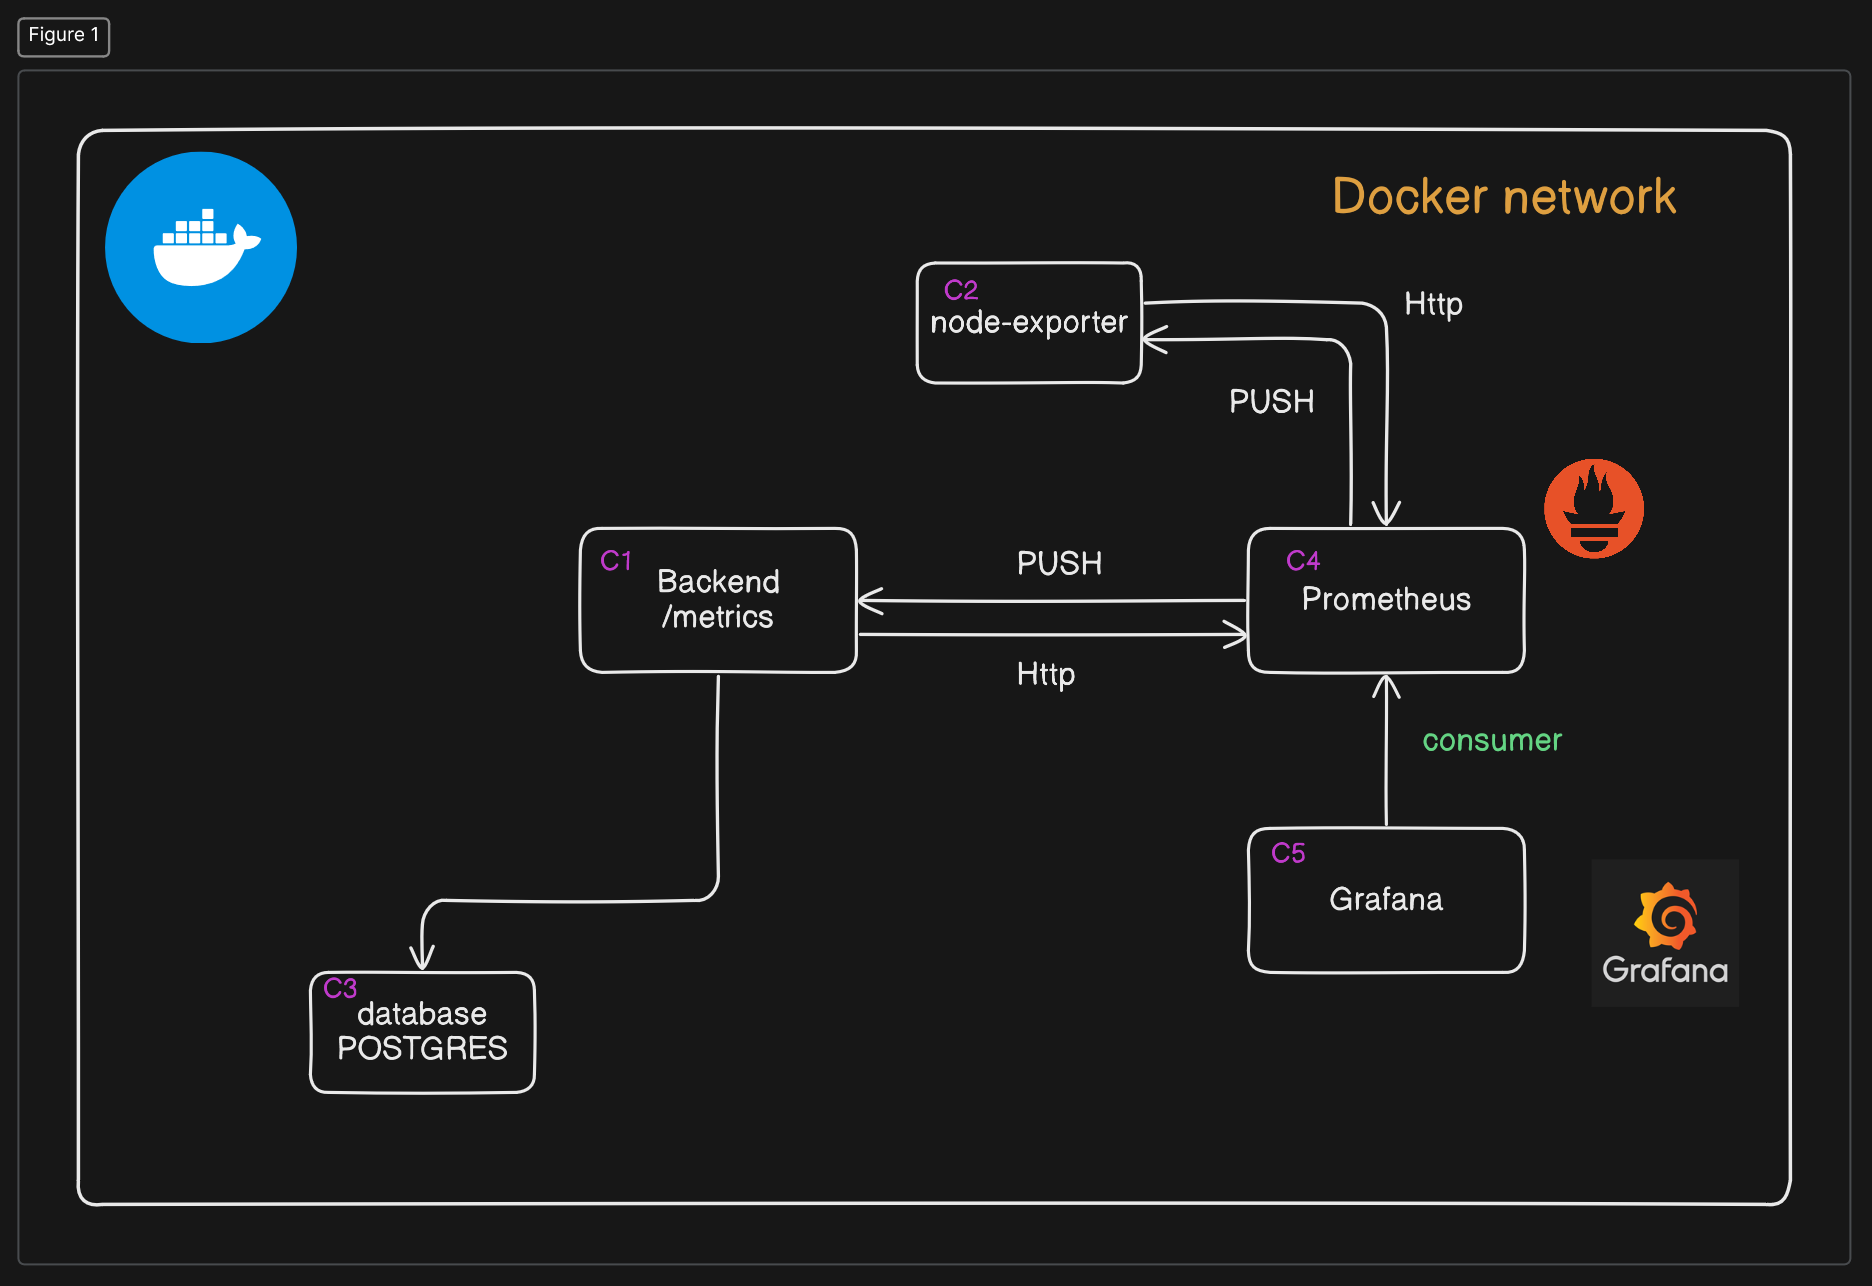 Figure 1
Docker network
C2
node-exporter
Http
PUSH
C1
Backend
/metrics
PUSH
Http
C4
Prometheus
consumer
C5
Grafana
Grafana
C3
database
POSTGRES